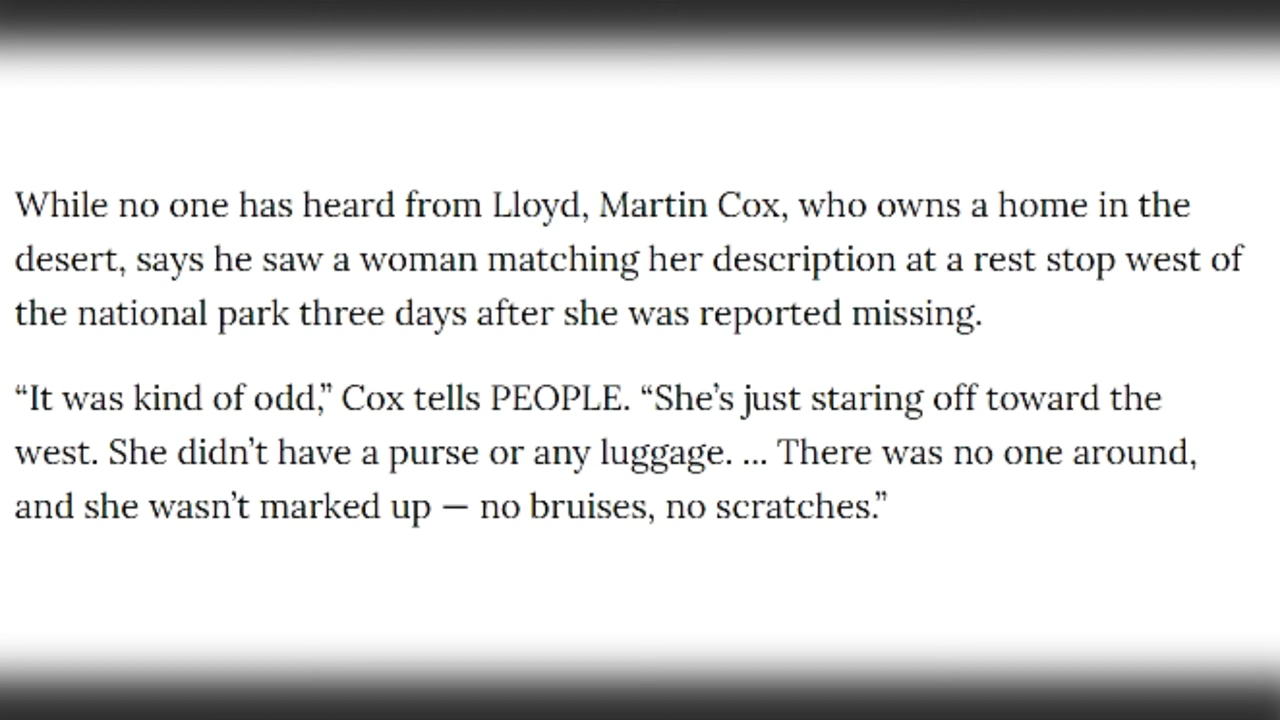 While no one has heard from Lloyd, Martin Cox, who owns a home in the
desert, says he saw a woman matching her description at a rest stop west of
the national park three days after she was reported missing.
“It was kind of odd,” Cox tells PEOPLE. “She’s just staring off toward the
west. She didn’t have a purse or any luggage. ... There was no one around,
and she wasn’t marked up — no bruises, no scratches.”